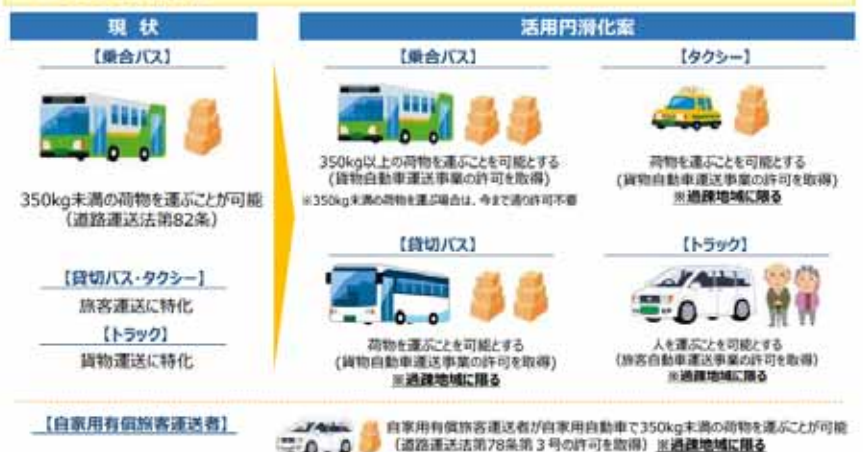 現 状
【乗合バス】
350kg未満の荷物を運ぶことが可能
(道路運送法第82条)
【貸切バス・タクシー】
旅客運送に特化
【トラック】
貨物運送に特化
活用円滑化案
【乗合バス】
350kg以上の荷物を運ぶことを可能とする
(貨物自動車運送事業の許可を取得)
※350kg未満の荷物を運ぶ場合は、今まで通り許可不要
【タクシー】
荷物を運ぶことを可能とする
(貨物自動車運送事業の許可を取得)
※過疎地域に限る
【貸切バス】
荷物を運ぶことを可能とする
(貨物自動車運送事業の許可を取得)
※過疎地域に限る
【トラック】
人を運ぶことを可能とする
(旅客自動車運送事業の許可を取得)
※過疎地域に限る
【自家用有償旅客運送者】
自家用有償旅客運送者が自家用自動車で350kg未満の荷物を運ぶことが可能
(道路運送法第78条第3号の許可を取得) ※過疎地域に限る